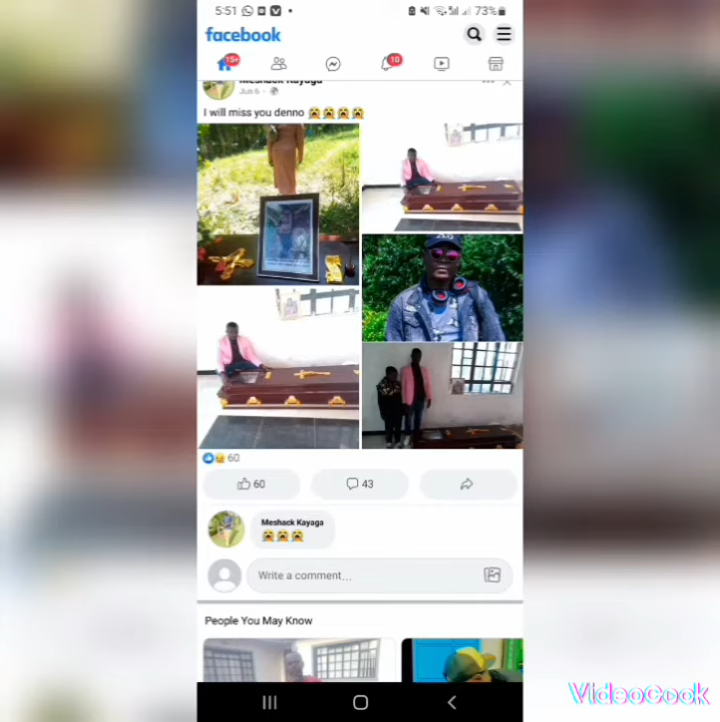 5:51
73%
facebook
15+
10
Meshack Kayaga
Jun 6
I will miss you denno 😭😭😭😭
60
60
43
Meshack Kayaga
😭😭😭
Write a comment...
People You May Know
VideoCook